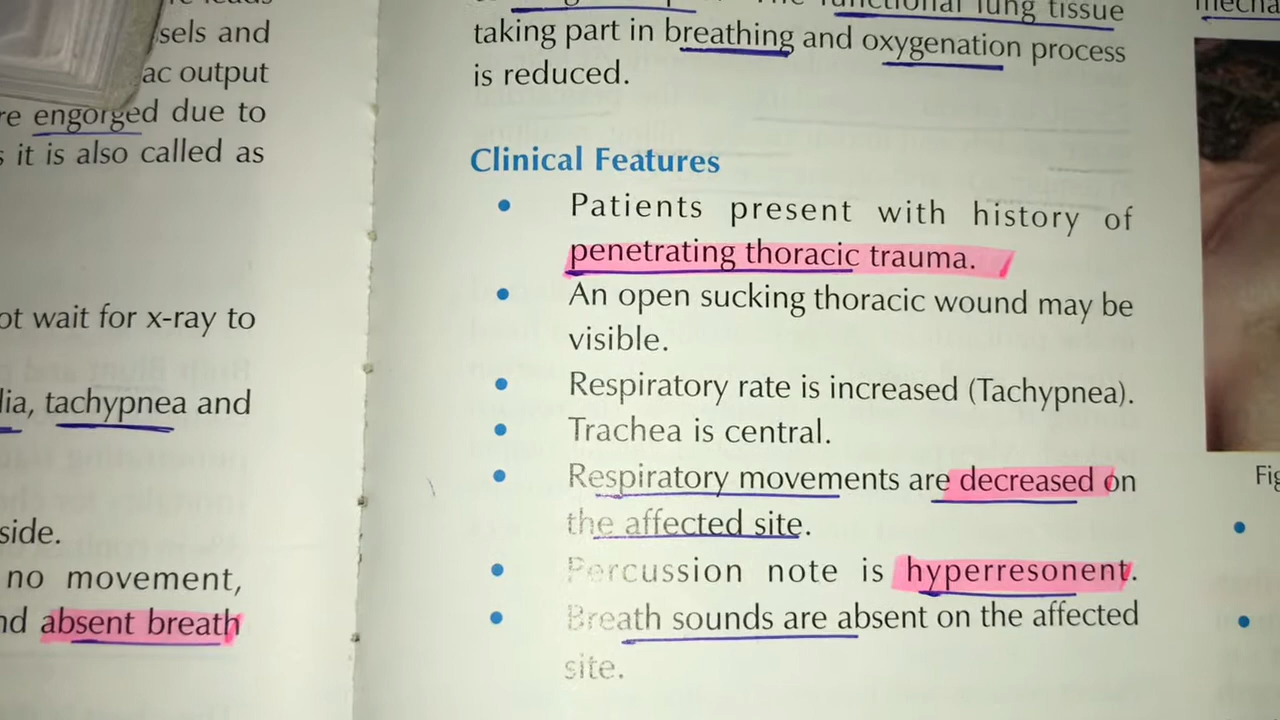 sels and
ac output
engorged due to
it is also called as
wait for x-ray to
tachypnea and
side.
no movement,
absent breath
functional lung tissue
taking part in breathing and oxygenation process
is reduced.
Clinical Features
• Patients present with history of
penetrating thoracic trauma.
• An open sucking thoracic wound may be
visible.
• Respiratory rate is increased (Tachypnea).
• Trachea is central.
• Respiratory movements are decreased on
the affected site.
• Percussion note is hyperresonent.
• Breath sounds are absent on the affected
site.
Fig